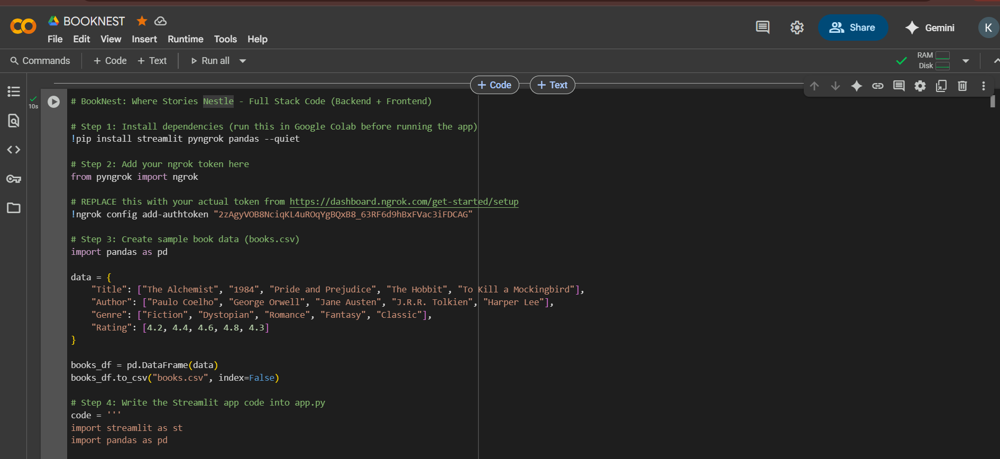 BOOKNEST
File Edit View Insert Runtime Tools Help
Share
Gemini
K
Commands
+ Code + Text
Run all
RAM
Disk
+ Code
+ Text
10s
# BookNest: Where Stories Nestle - Full Stack Code (Backend + Frontend)
# Step 1: Install dependencies (run this in Google Colab before running the app)
!pip install streamlit pyngrok pandas --quiet
# Step 2: Add your ngrok token here
from pyngrok import ngrok
# REPLACE this with your actual token from https://dashboard.ngrok.com/get-started/setup
!ngrok config add-authtoken "2zAgyVOB8NciqKL4uROqYgBQxB8_63RF6d9hBxFVac3iFDCAG"
# Step 3: Create sample book data (books.csv)
import pandas as pd
data = {
    "Title": ["The Alchemist", "1984", "Pride and Prejudice", "The Hobbit", "To Kill a Mockingbird"],
    "Author": ["Paulo Coelho", "George Orwell", "Jane Austen", "J.R.R. Tolkien", "Harper Lee"],
    "Genre": ["Fiction", "Dystopian", "Romance", "Fantasy", "Classic"],
    "Rating": [4.2, 4.4, 4.6, 4.8, 4.3]
}
books_df = pd.DataFrame(data)
books_df.to_csv("books.csv", index=False)
# Step 4: Write the Streamlit app code into app.py
code = '''
import streamlit as st
import pandas as pd